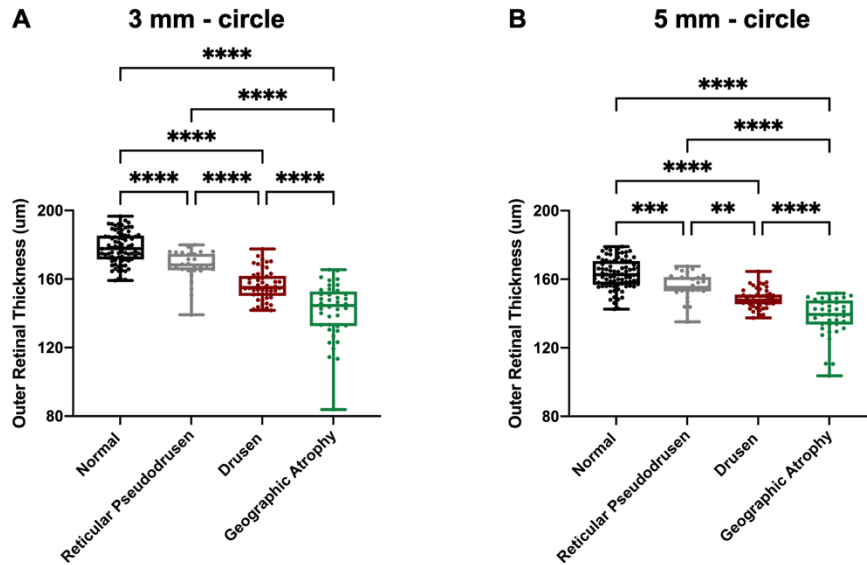 A 3 mm - circle
****
****
****
**** **** ****
Outer Retinal Thickness (um)
200
160
120
80
Normal
Reticular Pseudodrusen
Drusen
Geographic Atrophy
B 5 mm - circle
****
****
****
*** ** ****
Outer Retinal Thickness (um)
200
160
120
80
Normal
Reticular Pseudodrusen
Drusen
Geographic Atrophy